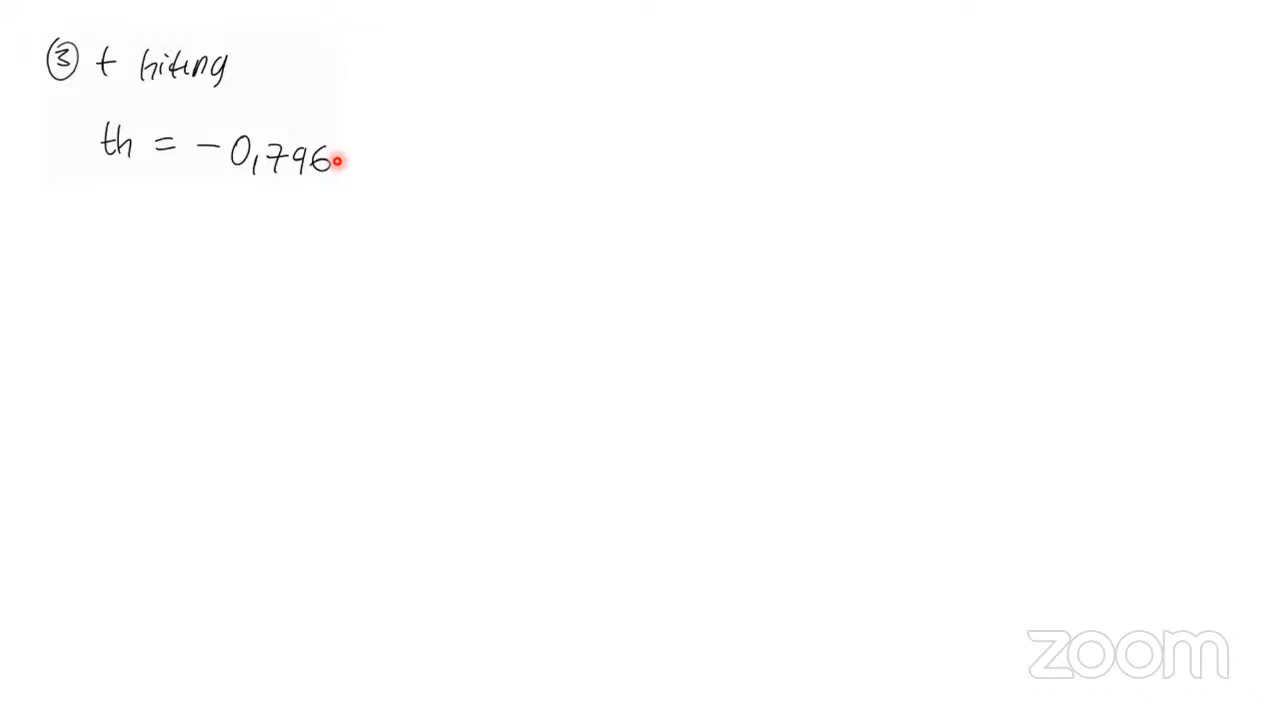 ③ t hitung
th = - 0,796
zoom